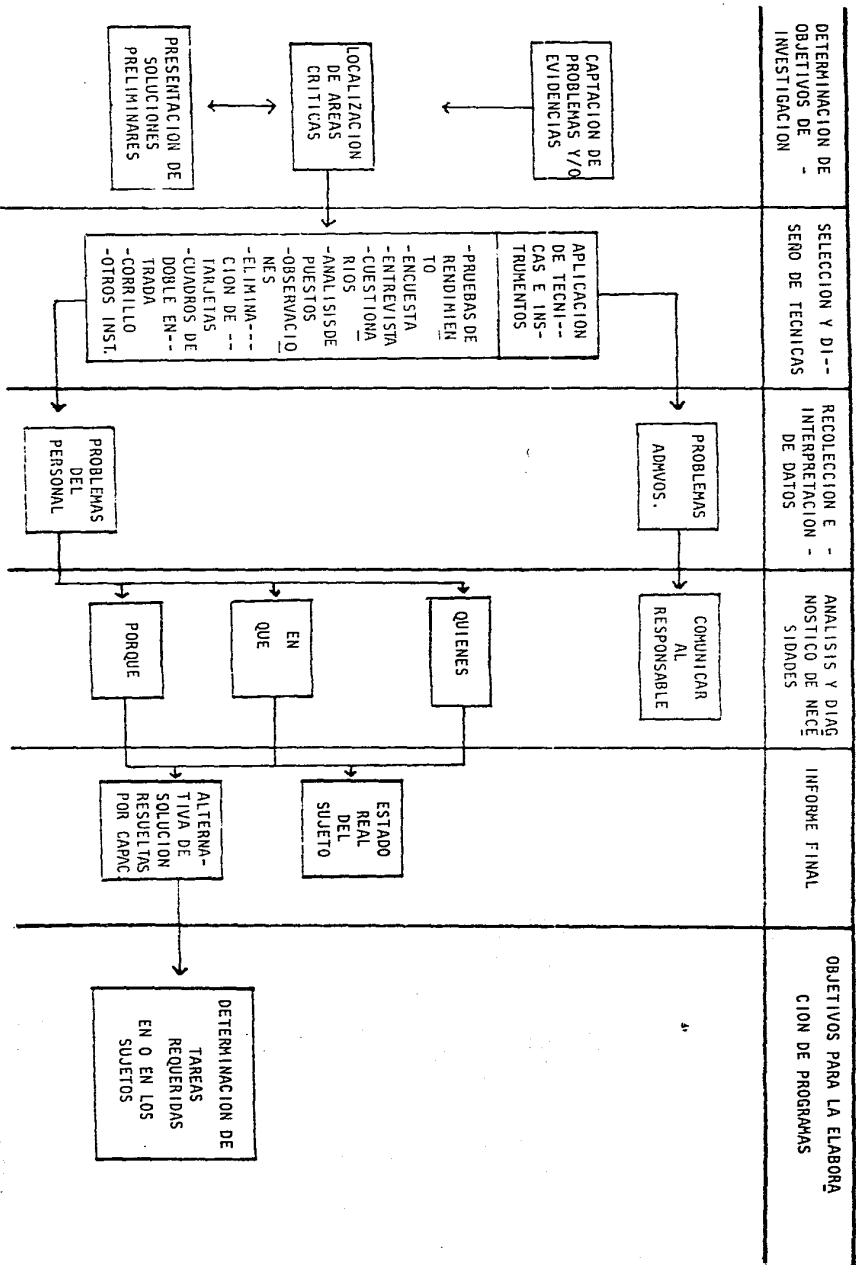 DETERMINACION DE
OBJETIVOS DE -
INVESTIGACION
SELECCION Y DI--
SEÑO DE TECNICAS
RECOLECCION E -
INTERPRETACION -
DE DATOS
ANALISIS Y DIAG
NOSTICO DE NECE
SIDADES
INFORME FINAL
OBJETIVOS PARA LA ELABORA
CION DE PROGRAMAS
CAPTACION DE
PROBLEMAS Y/O
EVIDENCIAS
LOCALIZACION
DE AREAS
CRITICAS
PRESENTACION DE
SOLUCIONES
PRELIMINARES
APLICACION
DE TECNI--
CAS E INS-
TRUMENTOS
-PRUEBAS DE
RENDIMIEN
TO
-ENCUESTA
-ENTREVISTA
-CUESTIONA
RIOS
-ANALISIS DE
PUESTOS
-OBSERVACIO
NES
-ELIMINA---
CION DE --
TARJETAS
-CUADROS DE
DOBLE EN--
TRADA
-CORRILLO
-OTROS INST.
PROBLEMAS
ADMVOS.
PROBLEMAS
DEL
PERSONAL
COMUNICAR
AL
RESPONSABLE
QUIENES
EN
QUE
PORQUE
ESTADO
REAL
DEL
SUJETO
ALTERNA-
TIVA DE
SOLUCION
RESUELTAS
POR CAPAC.
DETERMINACION DE
TAREAS
REQUERIDAS
EN O EN LOS
SUJETOS